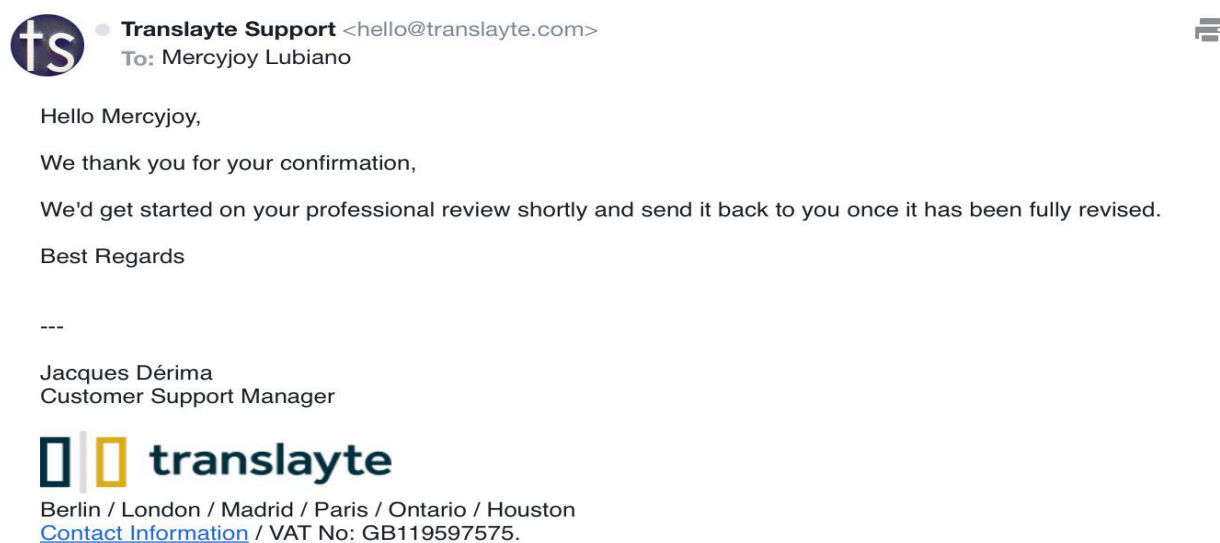 ts
Translayte Support <hello@translayte.com>
To: Mercyjoy Lubiano
Hello Mercyjoy,
We thank you for your confirmation,
We'd get started on your professional review shortly and send it back to you once it has been fully revised.
Best Regards
---
Jacques Dérima
Customer Support Manager
translayte
Berlin / London / Madrid / Paris / Ontario / Houston
Contact Information / VAT No: GB119597575.